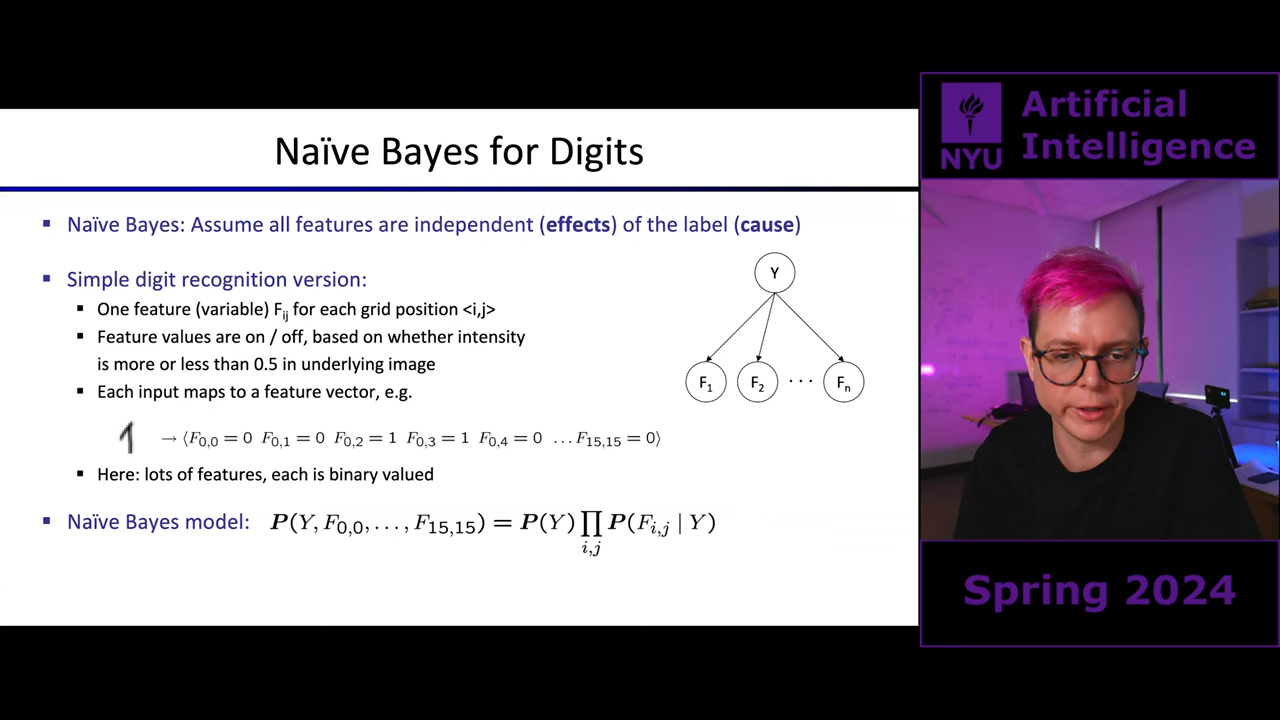 Naïve Bayes for Digits
▪ Naïve Bayes: Assume all features are independent (effects) of the label (cause)
▪ Simple digit recognition version:
▪ One feature (variable) Fij for each grid position <i,j>
▪ Feature values are on / off, based on whether intensity
is more or less than 0.5 in underlying image
▪ Each input maps to a feature vector, e.g.
1 → ⟨F0,0 = 0 F0,1 = 0 F0,2 = 1 F0,3 = 1 F0,4 = 0 ...F15,15 = 0⟩
▪ Here: lots of features, each is binary valued
▪ Naïve Bayes model: P(Y, F0,0, . . . , F15,15) = P(Y) ∏ P(Fi,j | Y)
i,j
Y
F1 F2 · · · Fn
NYU
Artificial
Intelligence
Spring 2024